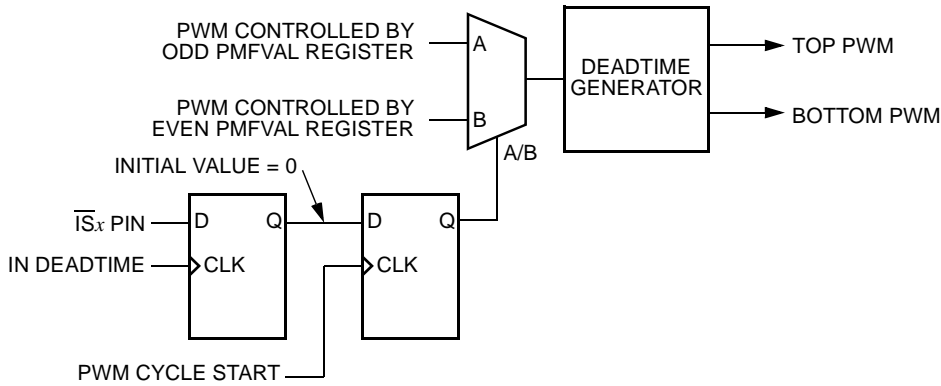 PWM CONTROLLED BY
ODD PMFVAL REGISTER
A
DEADTIME
GENERATOR
TOP PWM
BOTTOM PWM
PWM CONTROLLED BY
EVEN PMFVAL REGISTER
B
A/B
INITIAL VALUE = 0
I̅S̅x PIN
D
Q
D
Q
IN DEADTIME
CLK
CLK
PWM CYCLE START